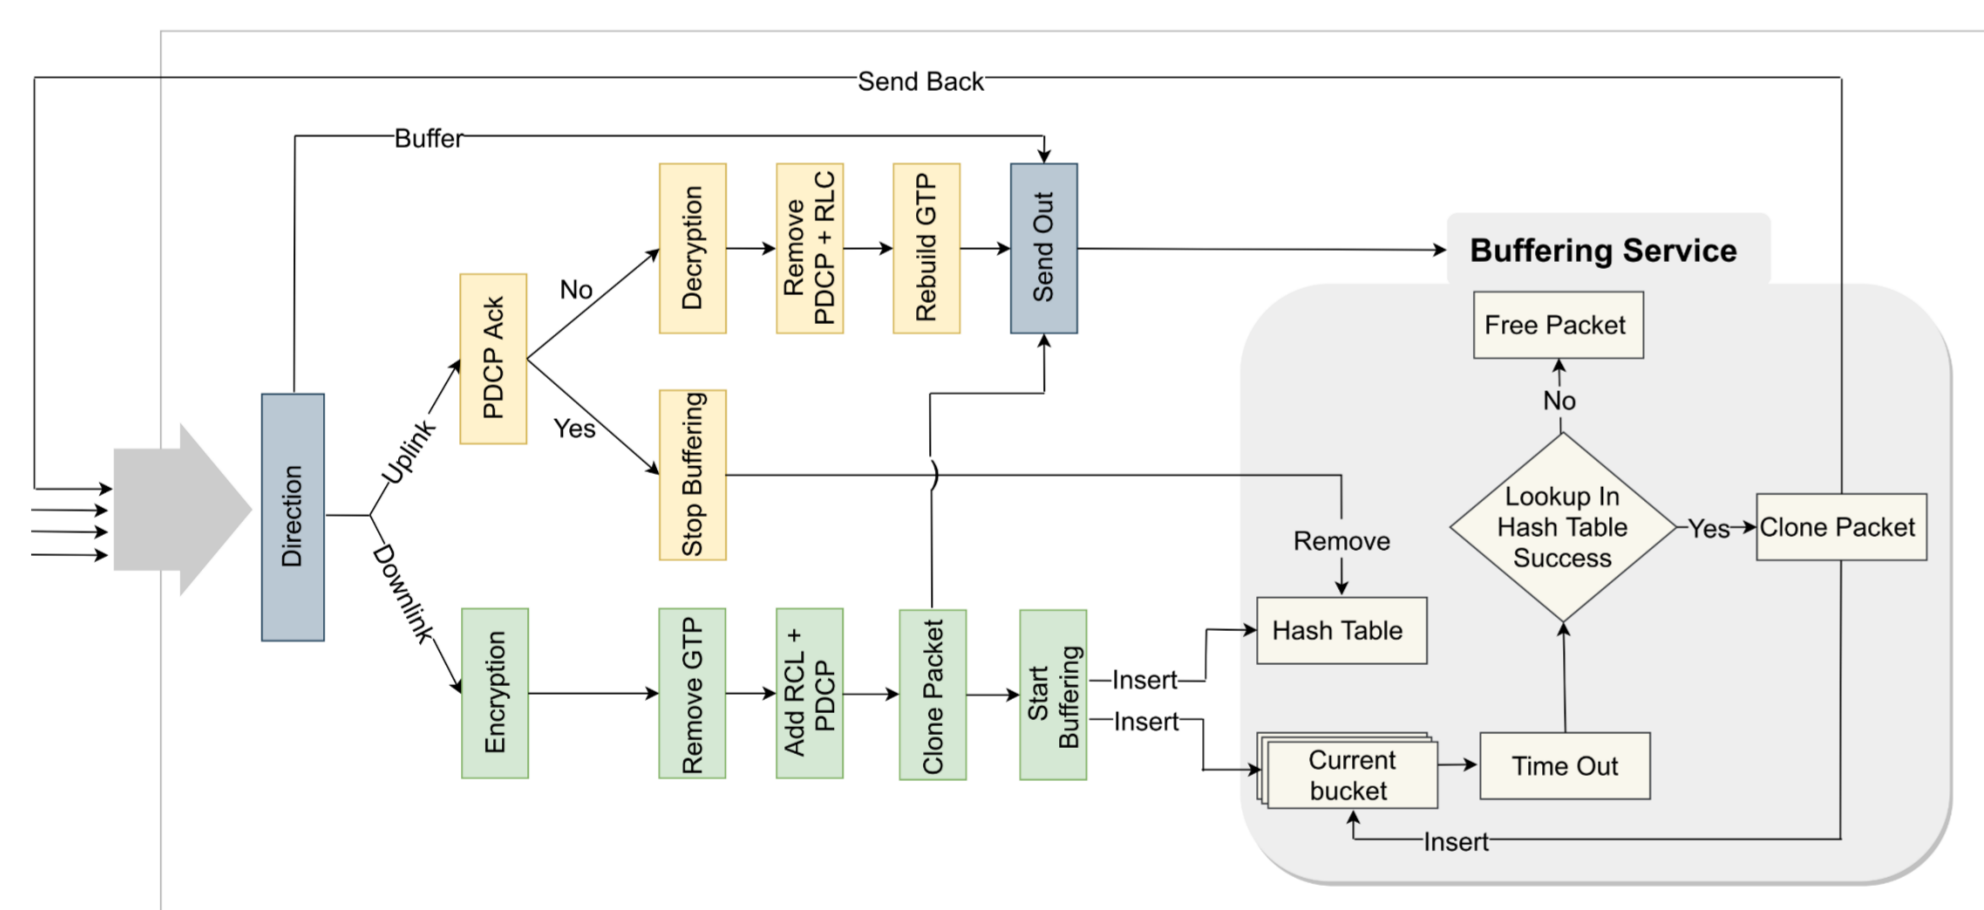 Send Back
Buffer
Direction
Uplink
Downlink
PDCP Ack
No
Yes
Decryption
Remove
PDCP + RLC
Rebuild GTP
Send Out
Stop Buffering
Encryption
Remove GTP
Add RCL +
PDCP
Clone Packet
Start
Buffering
Insert
Insert
Remove
Buffering Service
Free Packet
No
Lookup In
Hash Table
Success
Yes
Clone Packet
Hash Table
Current
bucket
Time Out
Insert